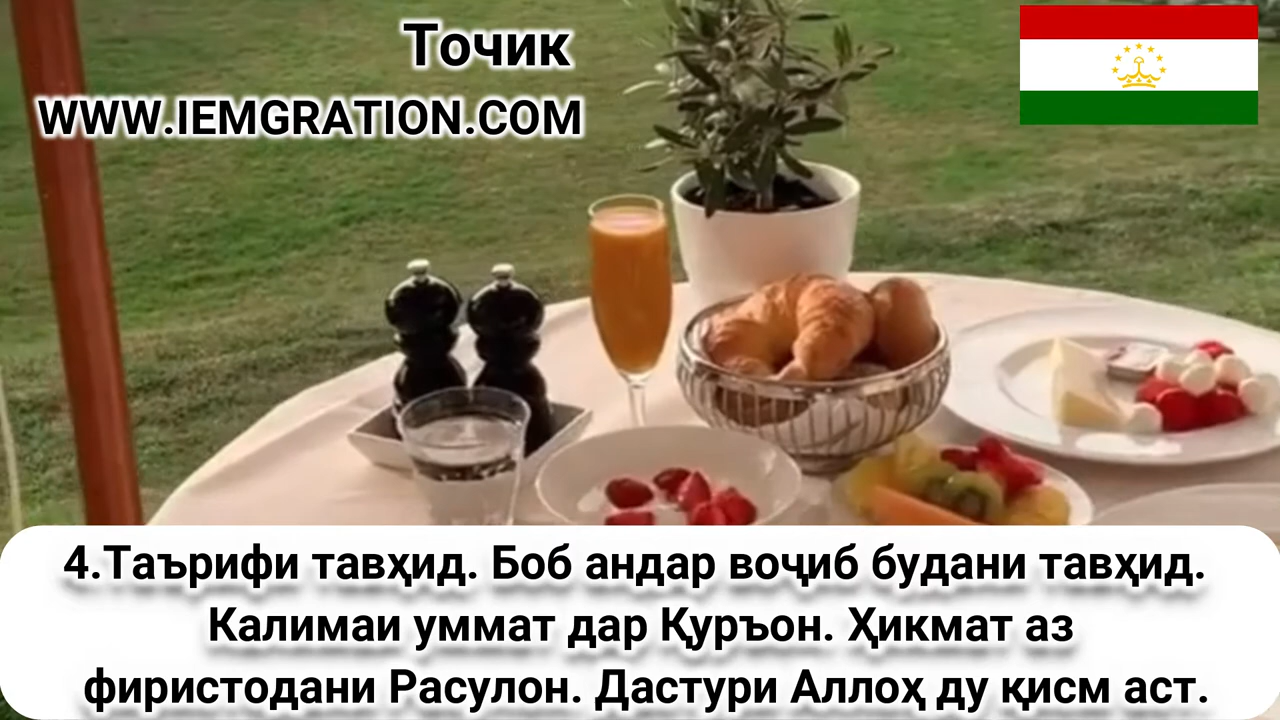 Точик
WWW.IEMGRATION.COM
4.Таърифи тавҳид. Боб андар воҷиб будани тавҳид.
Калимаи уммат дар Қуръон. Ҳикмат аз
фиристодани Расулон. Дастури Аллоҳ ду қисм аст.